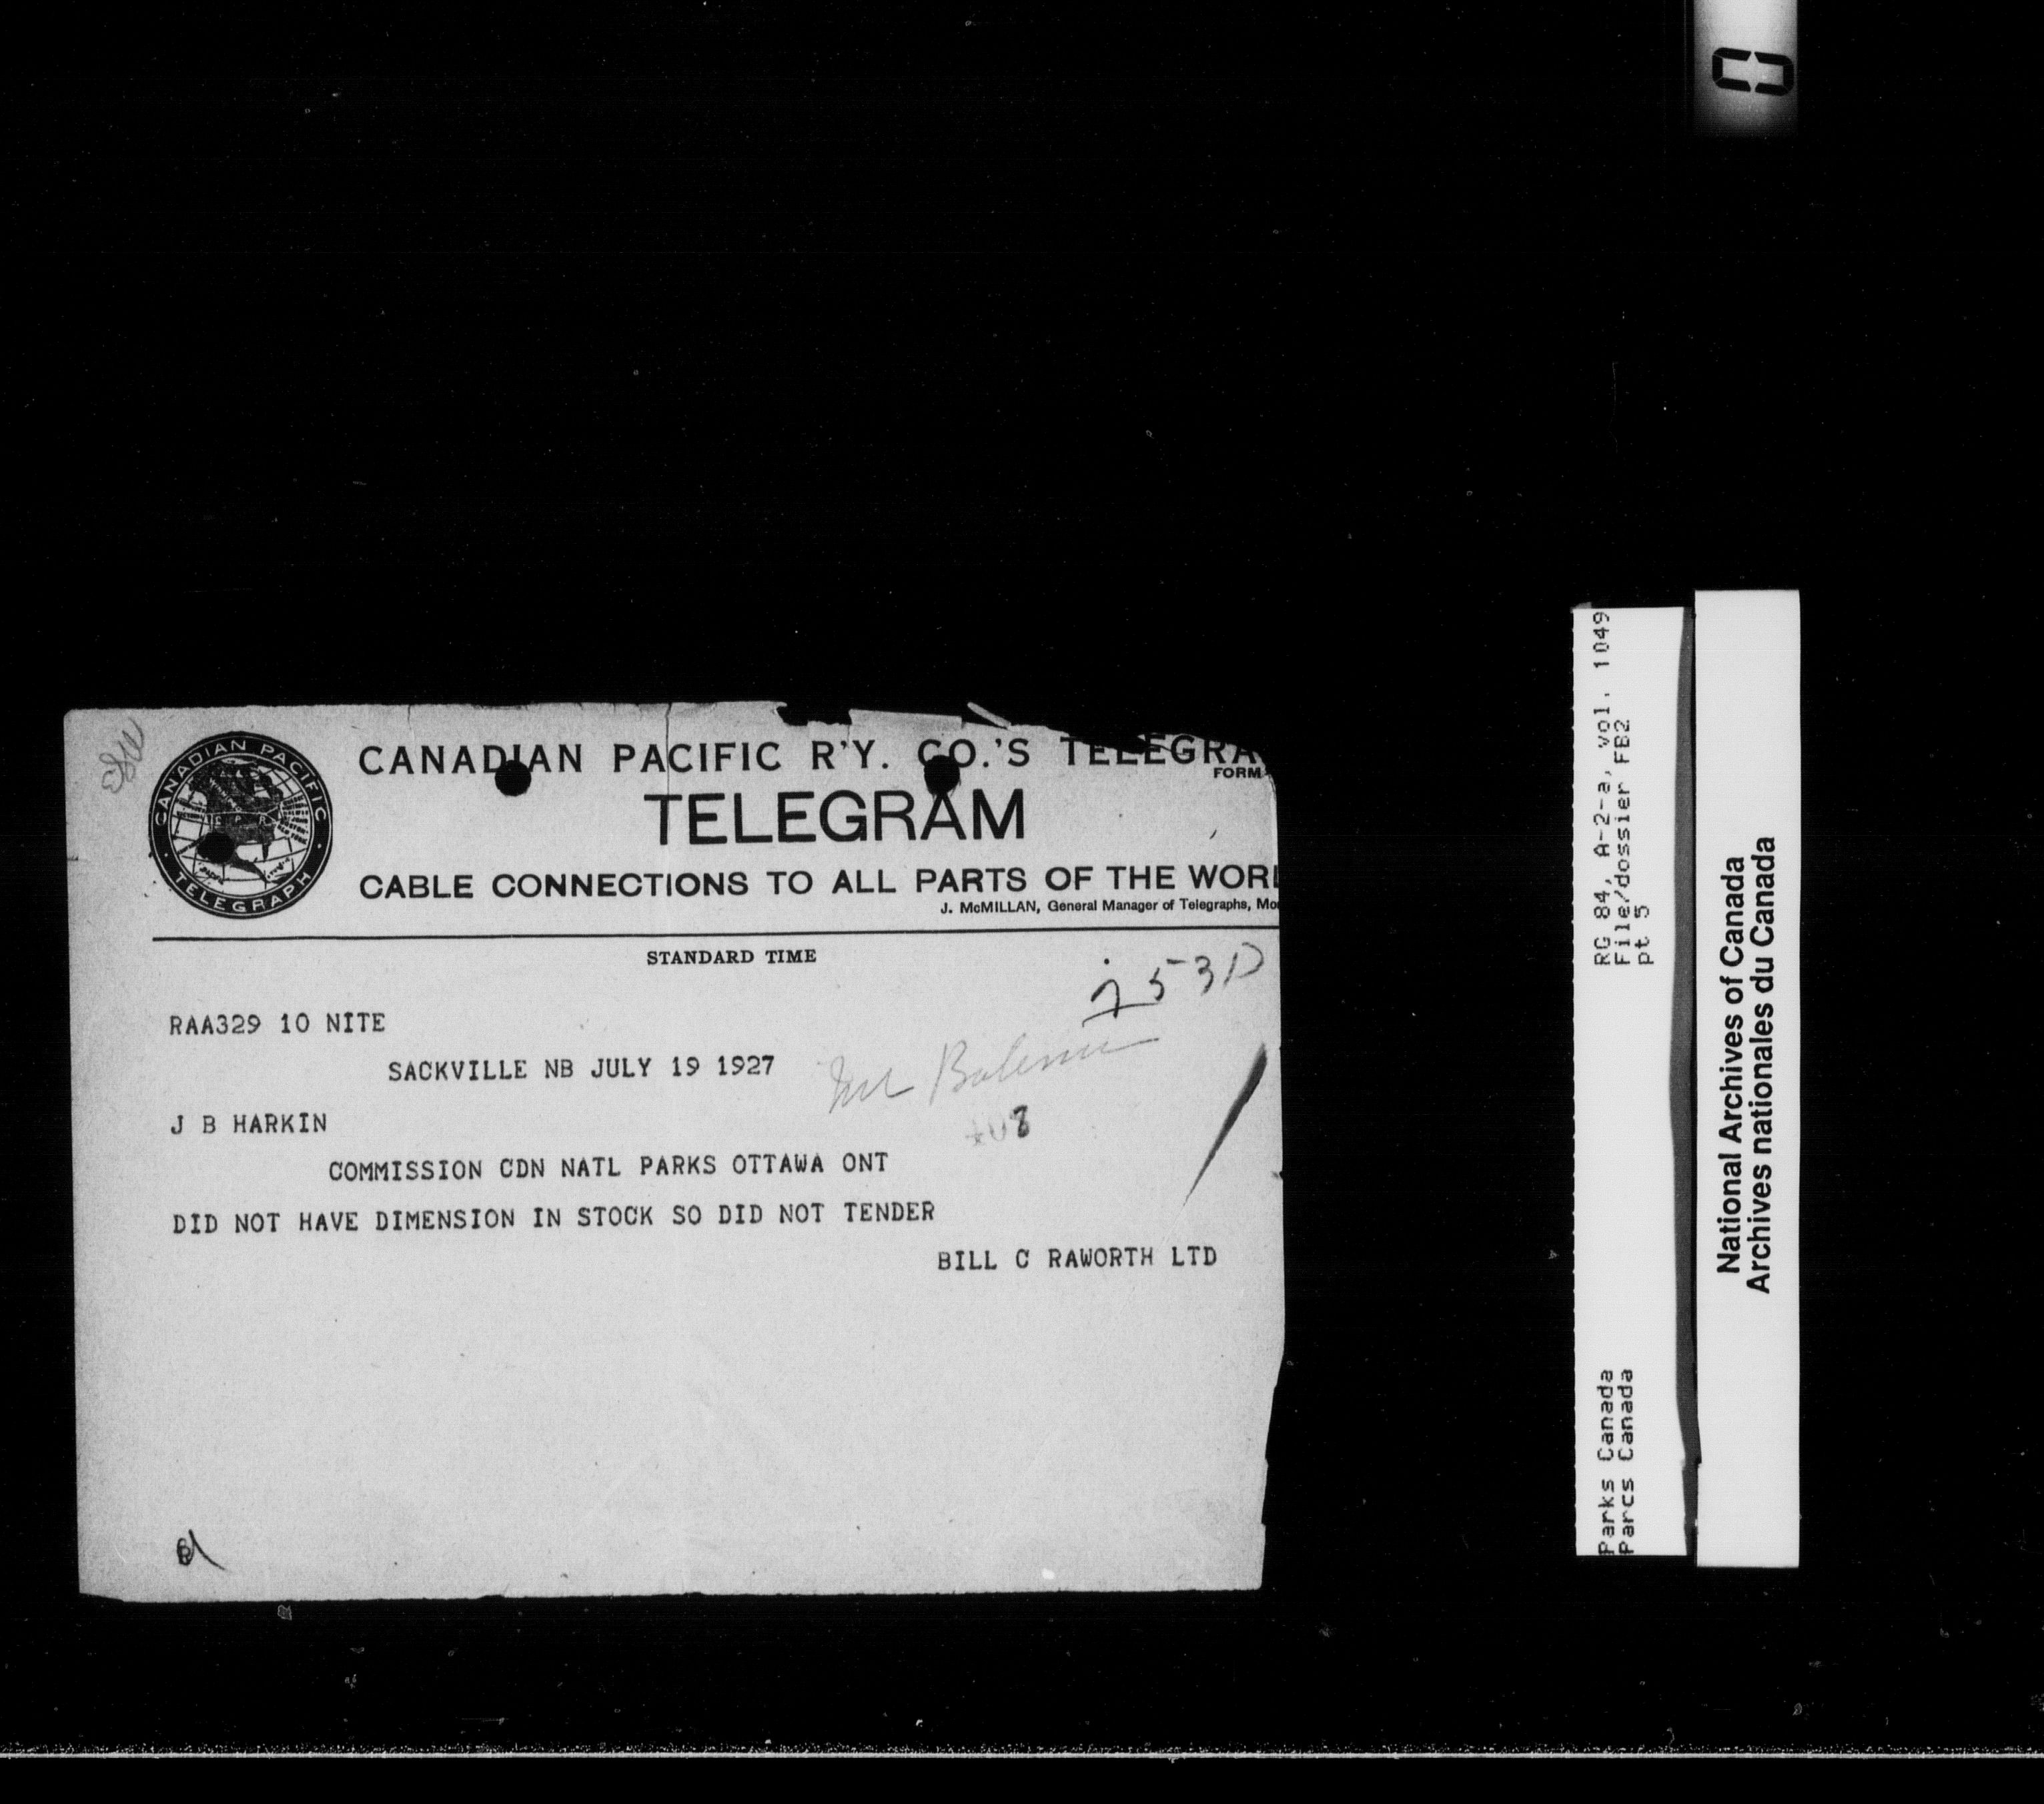 CANADIAN PACIFIC R'Y. CO.'S TELEGRA
FORM
TELEGRAM
CABLE CONNECTIONS TO ALL PARTS OF THE WORL
J. McMILLAN, General Manager of Telegraphs, Mo
CANADIAN PACIFIC
TELEGRAPH
STANDARD TIME
253D
RAA329 10 NITE
SACKVILLE NB JULY 19 1927
Mr
J B HARKIN
COMMISSION CDN NATL PARKS OTTAWA ONT
DID NOT HAVE DIMENSION IN STOCK SO DID NOT TENDER
BILL C RAWORTH LTD
RG 84, A-2-a, vol. 1049
File/dossier FB2
pt 5
Parks Canada
Parcs Canada
National Archives of Canada
Archives nationales du Canada